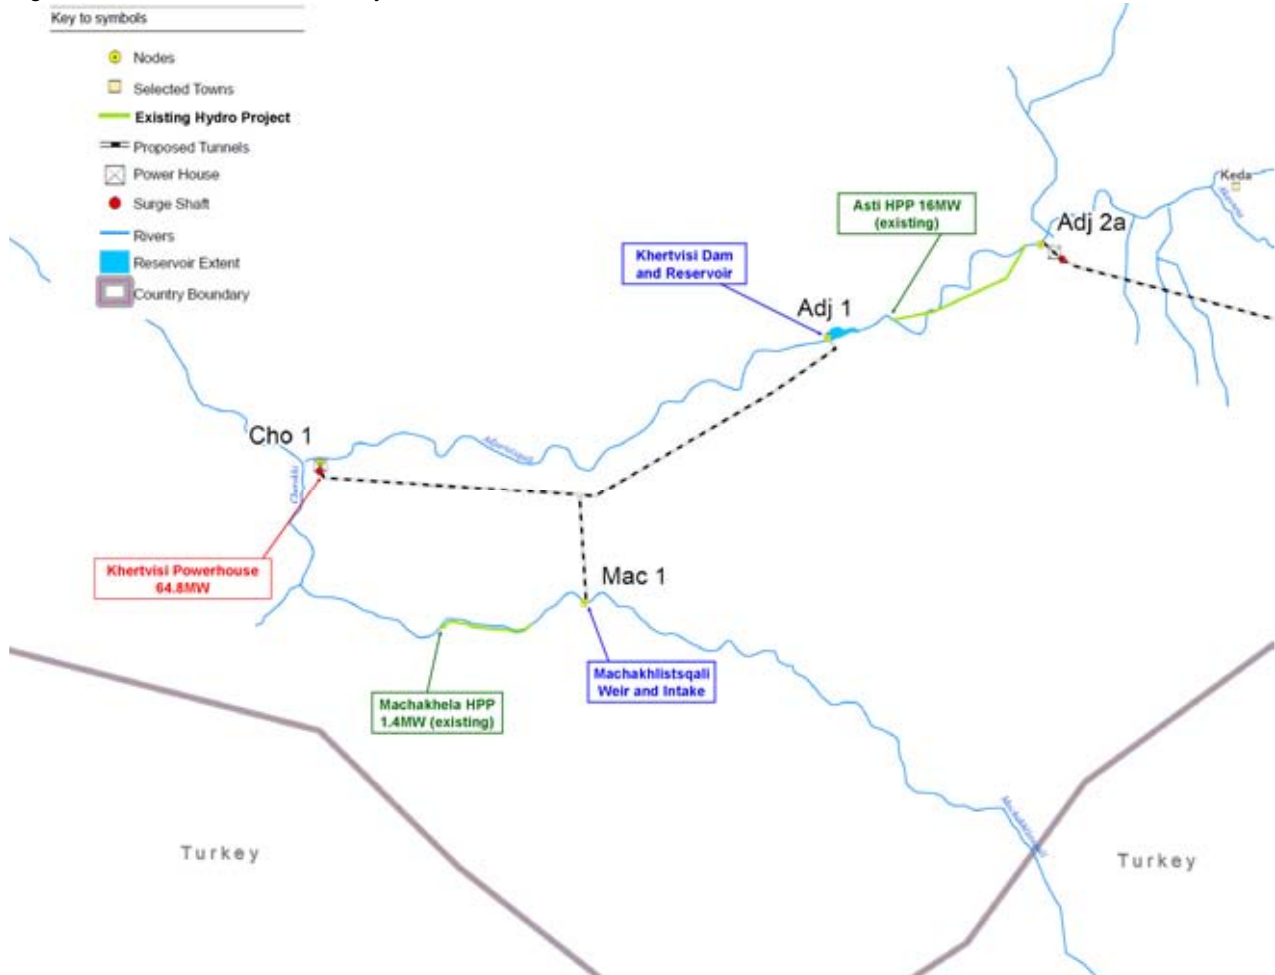 Key to symbols
Nodes
Selected Towns
Existing Hydro Project
Proposed Tunnels
Power House
Surge Shaft
Rivers
Reservoir Extent
Country Boundary
Keda
Asti HPP 16MW
(existing)
Adj 2a
Khertvisi Dam
and Reservoir
Adj 1
Cho 1
Khertvisi Powerhouse
64.8MW
Mac 1
Machakhlistsqali
Weir and Intake
Machakhela HPP
1.4MW (existing)
Turkey
Turkey